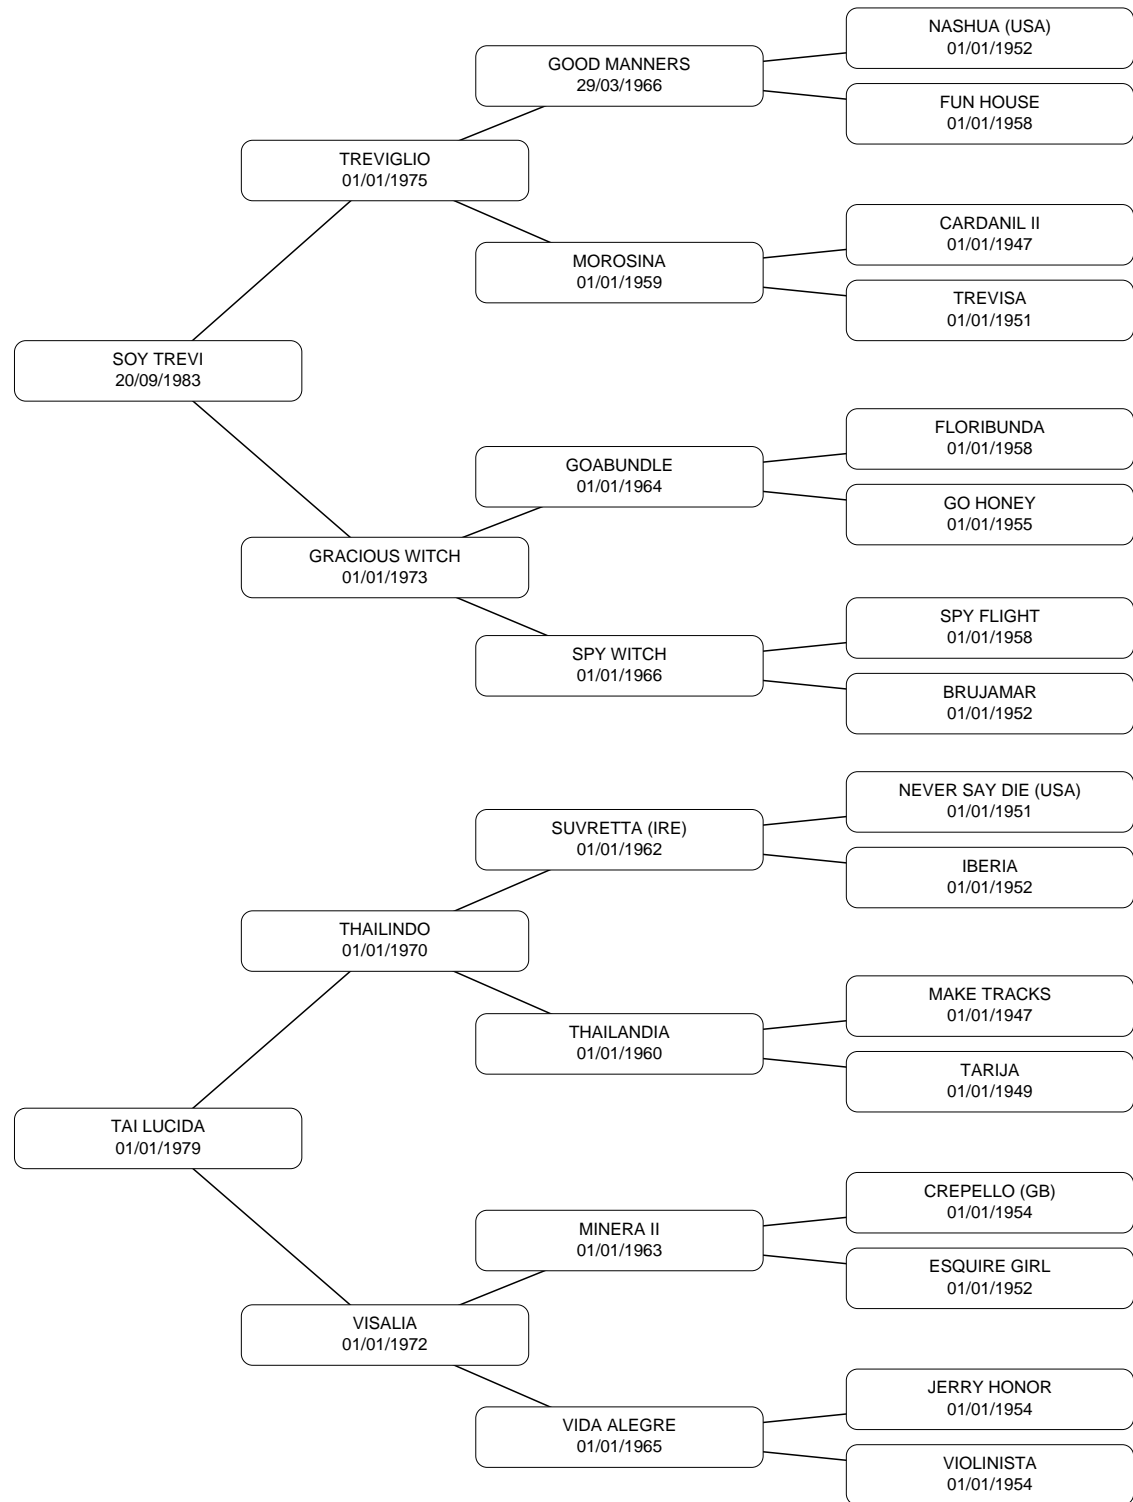 NASHUA (USA)
01/01/1952
GOOD MANNERS
29/03/1966
FUN HOUSE
01/01/1958
TREVIGLIO
01/01/1975
CARDANIL II
01/01/1947
MOROSINA
01/01/1959
TREVISA
01/01/1951
SOY TREVI
20/09/1983
FLORIBUNDA
01/01/1958
GOABUNDLE
01/01/1964
GO HONEY
01/01/1955
GRACIOUS WITCH
01/01/1973
SPY FLIGHT
01/01/1958
SPY WITCH
01/01/1966
BRUJAMAR
01/01/1952
NEVER SAY DIE (USA)
01/01/1951
SUVRETTA (IRE)
01/01/1962
IBERIA
01/01/1952
THAILINDO
01/01/1970
MAKE TRACKS
01/01/1947
THAILANDIA
01/01/1960
TARIJA
01/01/1949
TAI LUCIDA
01/01/1979
CREPELLO (GB)
01/01/1954
MINERA II
01/01/1963
ESQUIRE GIRL
01/01/1952
VISALIA
01/01/1972
JERRY HONOR
01/01/1954
VIDA ALEGRE
01/01/1965
VIOLINISTA
01/01/1954